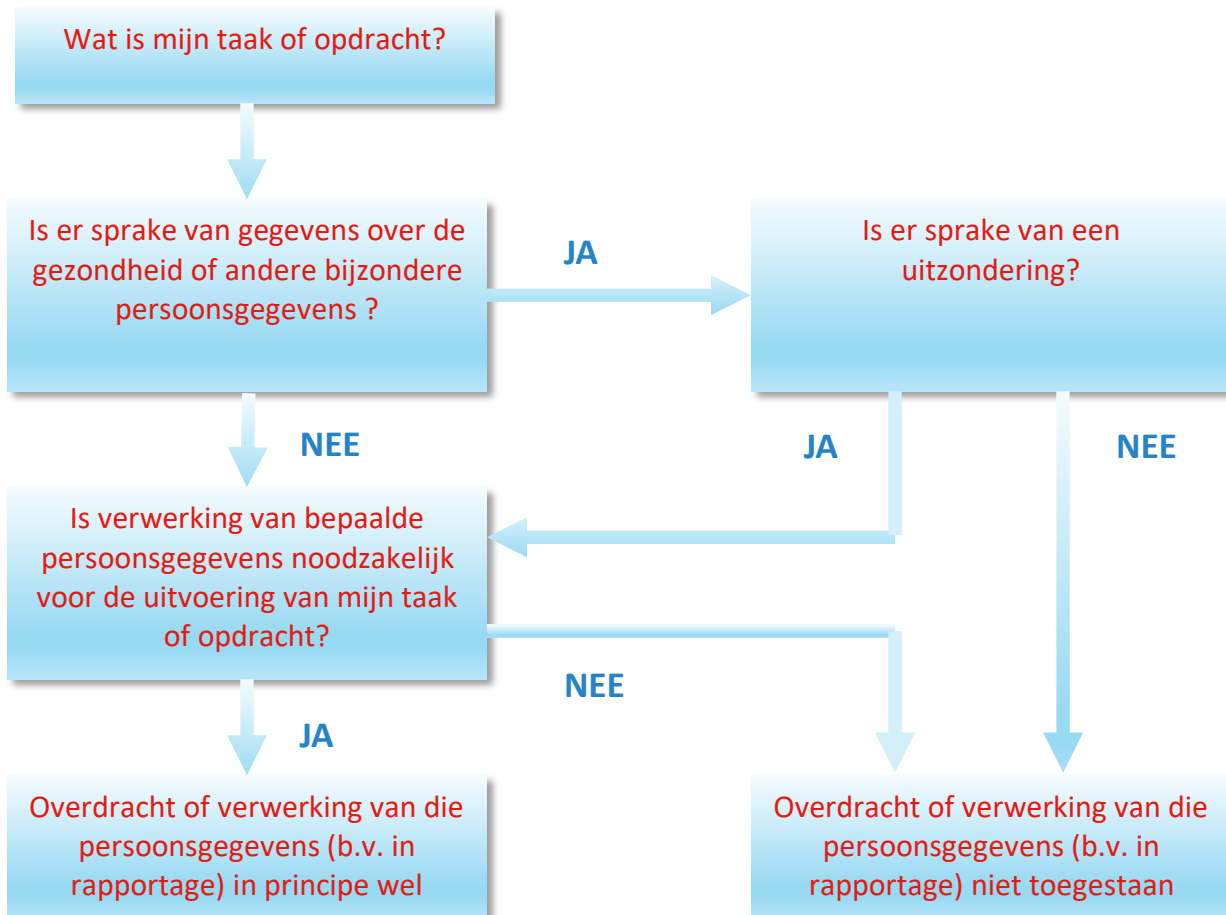 Wat is mijn taak of opdracht?
Is er sprake van gegevens over de
gezondheid of andere bijzondere
persoonsgegevens ?
JA
Is er sprake van een
uitzondering?
NEE
JA
NEE
Is verwerking van bepaalde
persoonsgegevens noodzakelijk
voor de uitvoering van mijn taak
of opdracht?
NEE
JA
Overdracht of verwerking van die
persoonsgegevens (b.v. in
rapportage) in principe wel
Overdracht of verwerking van die
persoonsgegevens (b.v. in
rapportage) niet toegestaan